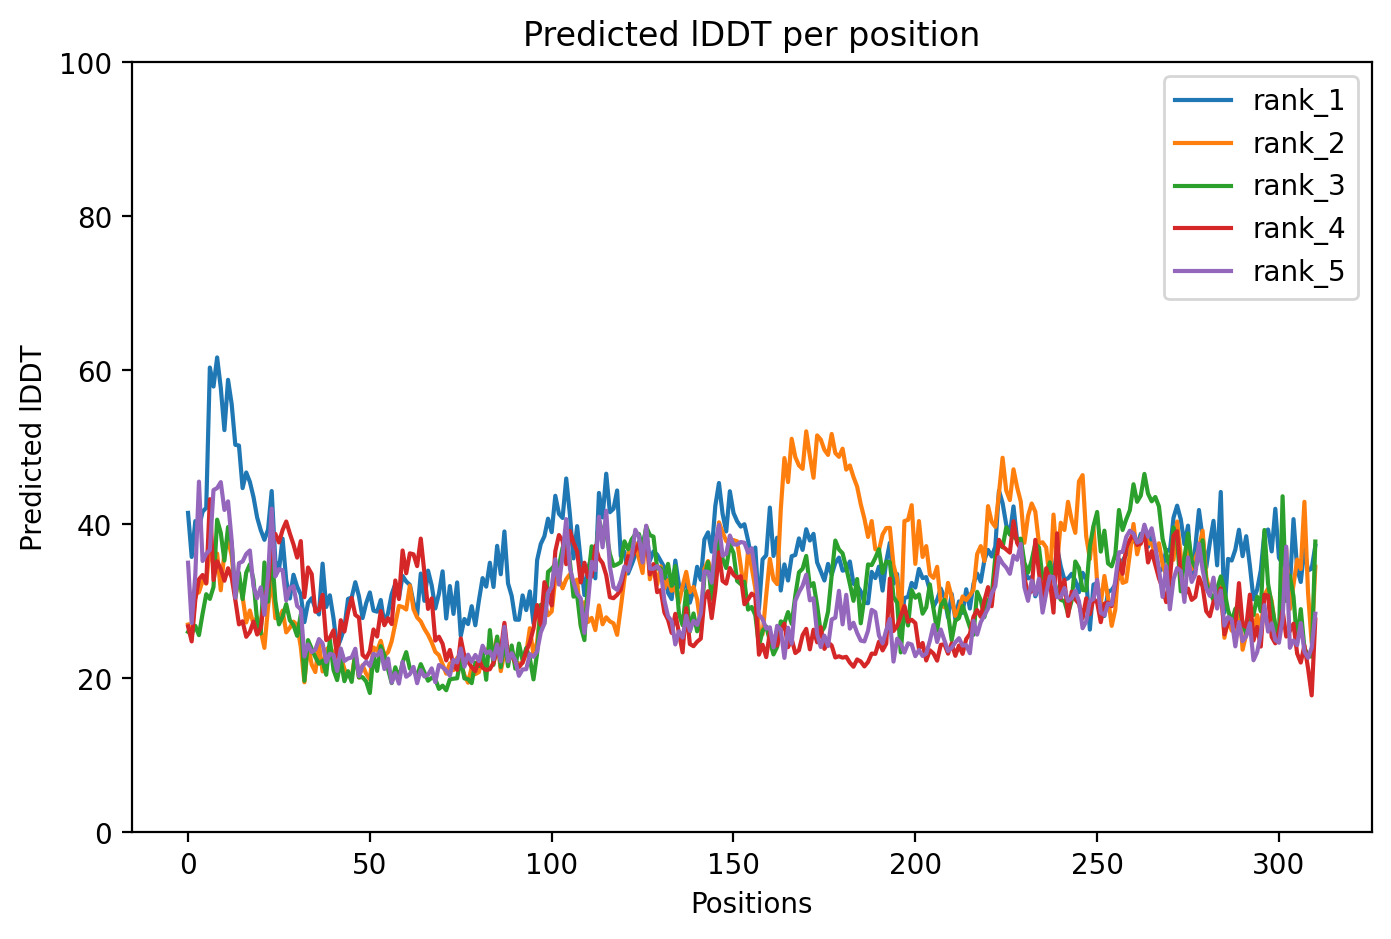 Predicted lDDT per position
100
80
60
40
20
0
Predicted lDDT
rank_1
rank_2
rank_3
rank_4
rank_5
0 50 100 150 200 250 300
Positions